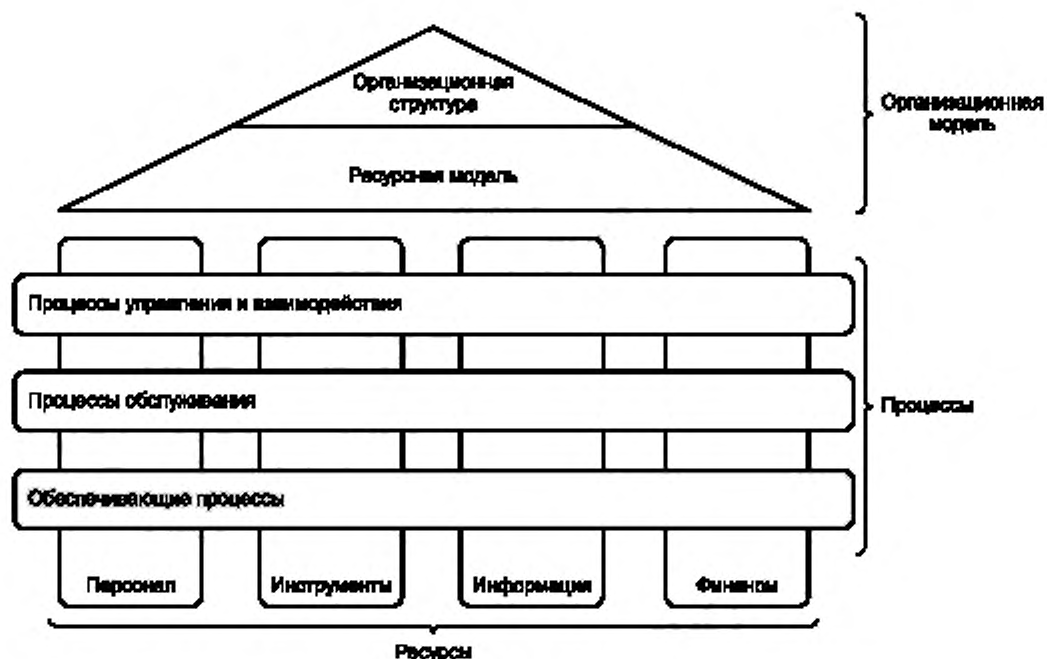 Организационная
структура
Ресурсная модель
Организационная
модель
Процессы управления и взаимодействия
Процессы обслуживания
Процессы
Обеспечивающие процессы
Персонал
Инструменты
Информация
Финансы
Ресурсы